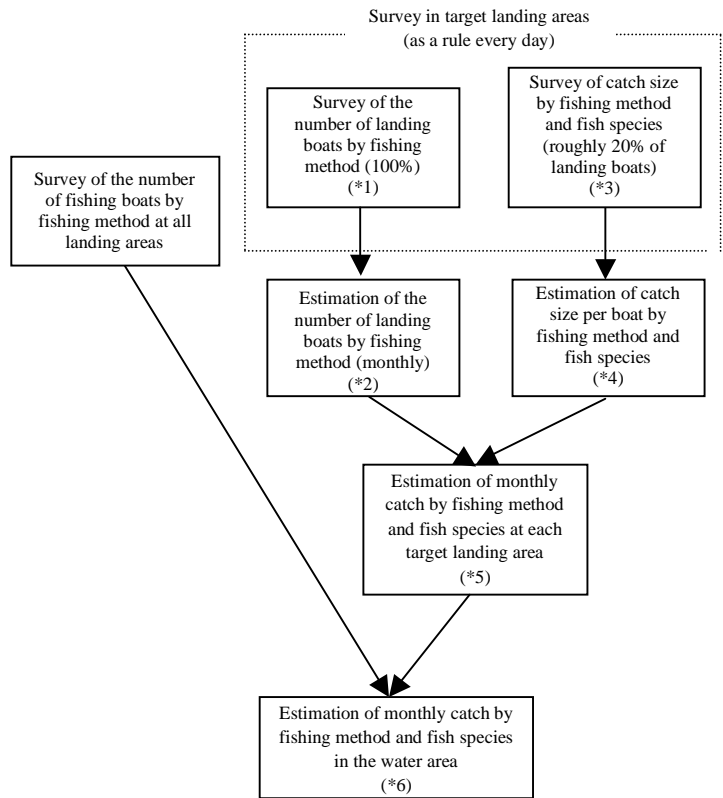 Survey in target landing areas
(as a rule every day)
Survey of the
number of landing
boats by fishing
method (100%)
(*1)
Survey of catch size
by fishing method
and fish species
(roughly 20% of
landing boats)
(*3)
Survey of the number
of fishing boats by
fishing method at all
landing areas
Estimation of the
number of landing
boats by fishing
method (monthly)
(*2)
Estimation of catch
size per boat by
fishing method and
fish species
(*4)
Estimation of monthly
catch by fishing method
and fish species at each
target landing area
(*5)
Estimation of monthly catch by
fishing method and fish species
in the water area
(*6)